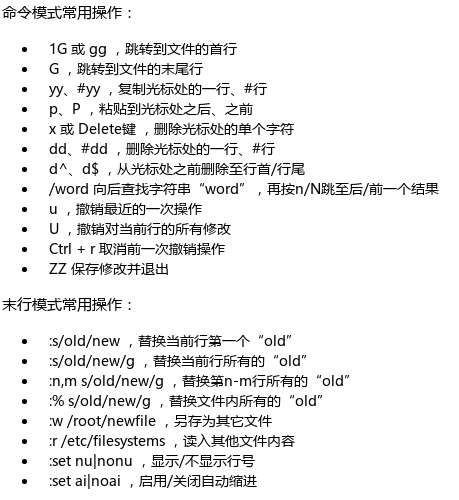 命令模式常用操作：
• 1G 或 gg ，跳转到文件的首行
• G ，跳转到文件的末尾行
• yy、#yy ，复制光标处的一行、#行
• p、P ，粘贴到光标处之后、之前
• x 或 Delete键 ，删除光标处的单个字符
• dd、#dd ，删除光标处的一行、#行
• d^、d$ ，从光标处之前删除至行首/行尾
• /word 向后查找字符串“word” ，再按n/N跳至后/前一个结果
• u ，撤销最近的一次操作
• U ，撤销对当前行的所有修改
• Ctrl + r 取消前一次撤销操作
• ZZ 保存修改并退出
末行模式常用操作：
• :s/old/new ，替换当前行第一个“old”
• :s/old/new/g ，替换当前行所有的“old”
• :n,m s/old/new/g ，替换第n-m行所有的“old”
• :% s/old/new/g ，替换文件内所有的“old”
• :w /root/newfile ，另存为其它文件
• :r /etc/filesystems ，读入其他文件内容
• :set nu|nonu ，显示/不显示行号
• :set ai|noai ，启用/关闭自动缩进